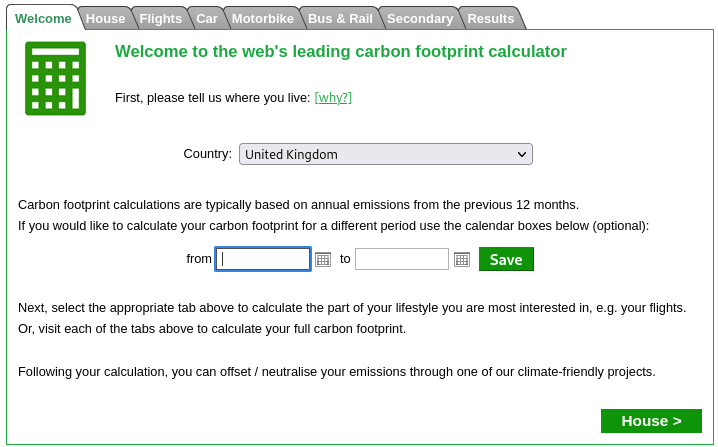 Welcome House Flights Car Motorbike Bus & Rail Secondary Results
Welcome to the web's leading carbon footprint calculator
First, please tell us where you live: [why?]
Country: United Kingdom
Carbon footprint calculations are typically based on annual emissions from the previous 12 months.
If you would like to calculate your carbon footprint for a different period use the calendar boxes below (optional):
from to Save
Next, select the appropriate tab above to calculate the part of your lifestyle you are most interested in, e.g. your flights.
Or, visit each of the tabs above to calculate your full carbon footprint.
Following your calculation, you can offset / neutralise your emissions through one of our climate-friendly projects.
House >